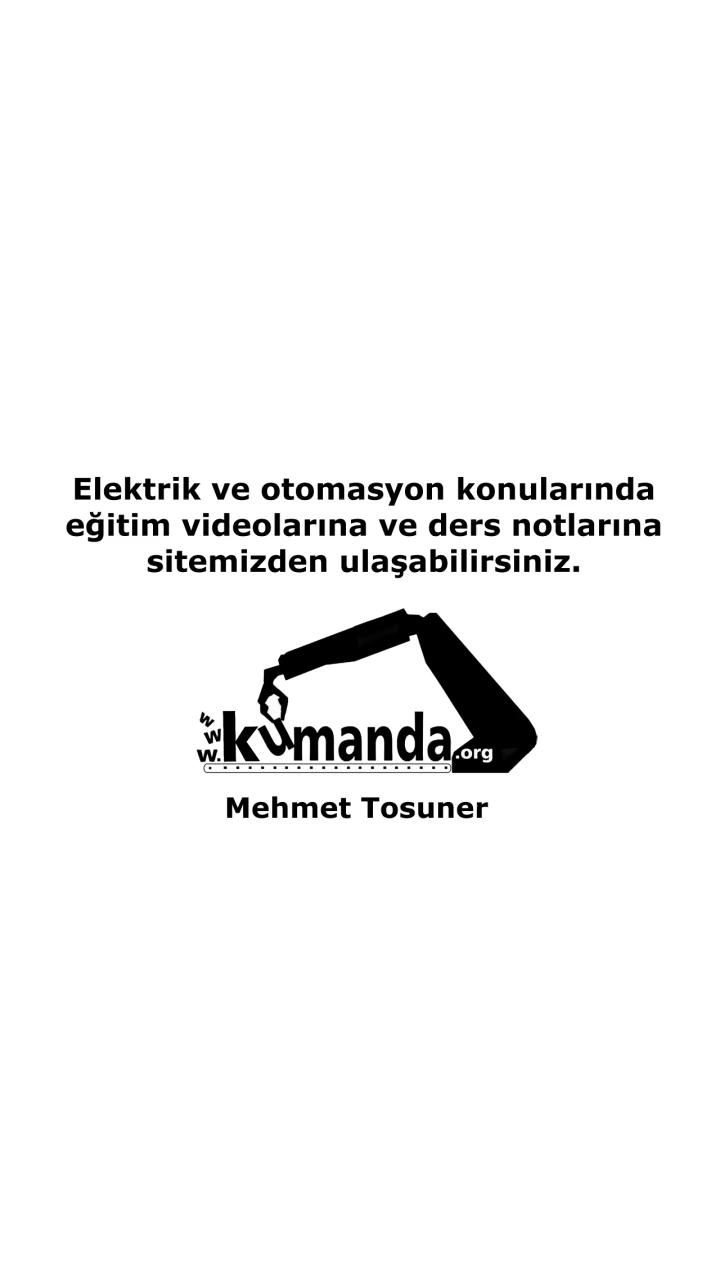 Elektrik ve otomasyon konularında
eğitim videolarına ve ders notlarına
sitemizden ulaşabilirsiniz.
www.kumanda.org
Mehmet Tosuner